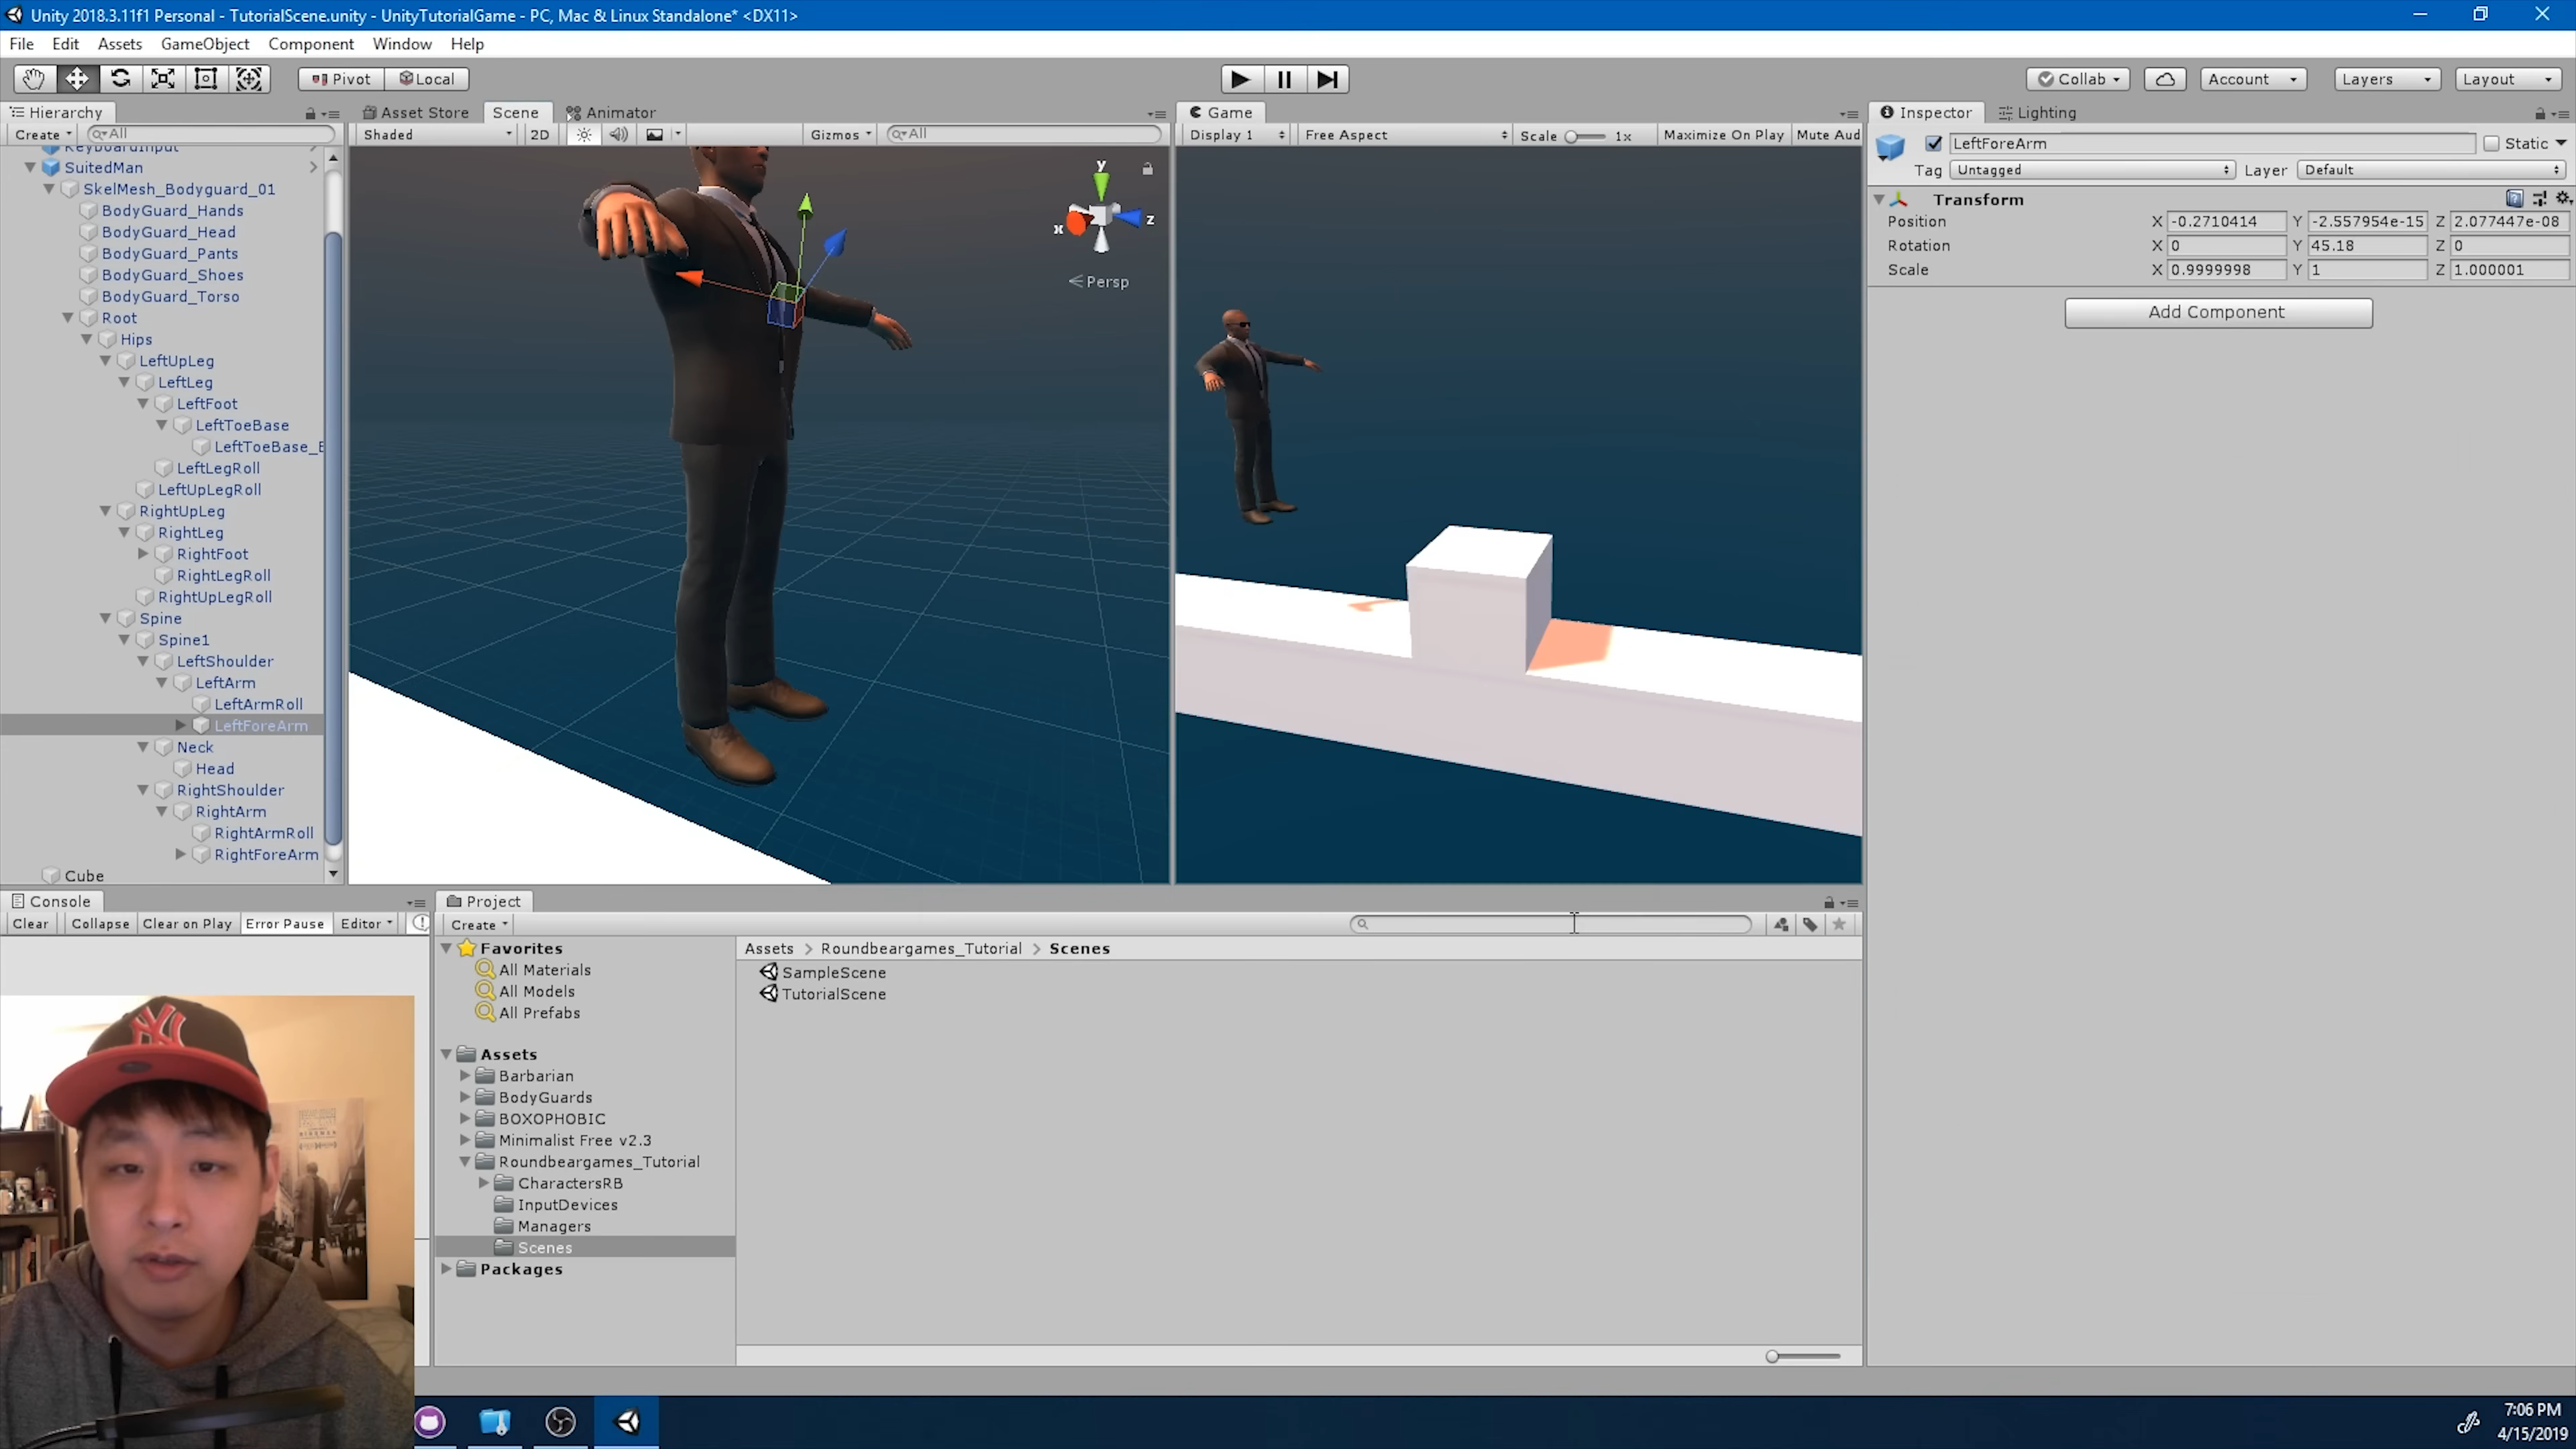 Unity 2018.3.11f1 Personal - TutorialScene.unity - UnityTutorialGame - PC, Mac & Linux Standalone* <DX11>
File Edit Assets GameObject Component Window Help
Pivot Local Collab Account Layers Layout
Hierarchy
Create All
KeyboardInput
SuitedMan
SkelMesh_Bodyguard_01
BodyGuard_Hands
BodyGuard_Head
BodyGuard_Pants
BodyGuard_Shoes
BodyGuard_Torso
Root
Hips
LeftUpLeg
LeftLeg
LeftFoot
LeftToeBase
LeftToeBase_E
LeftLegRoll
LeftUpLegRoll
RightUpLeg
RightLeg
RightFoot
RightLegRoll
RightUpLegRoll
Spine
Spine1
LeftShoulder
LeftArm
LeftArmRoll
LeftForeArm
Neck
Head
RightShoulder
RightArm
RightArmRoll
RightForeArm
Cube
Asset Store Scene Animator
Shaded 2D Gizmos All
y
x z
Persp
Game
Display 1 Free Aspect Scale 1x Maximize On Play Mute Aud
Inspector Lighting
LeftForeArm Static
Tag Untagged Layer Default
Transform
Position X -0.2710414 Y -2.557954e-15 Z 2.077447e-08
Rotation X 0 Y 45.18 Z 0
Scale X 0.9999998 Y 1 Z 1.000001
Add Component
Console
Clear Collapse Clear on Play Error Pause Editor
Project
Create
Favorites
All Materials
All Models
All Prefabs
Assets
Barbarian
BodyGuards
BOXOPHOBIC
Minimalist Free v2.3
Roundbeargames_Tutorial
CharactersRB
InputDevices
Managers
Scenes
Packages
Assets > Roundbeargames_Tutorial > Scenes
SampleScene
TutorialScene
NY
7:06 PM
4/15/2019